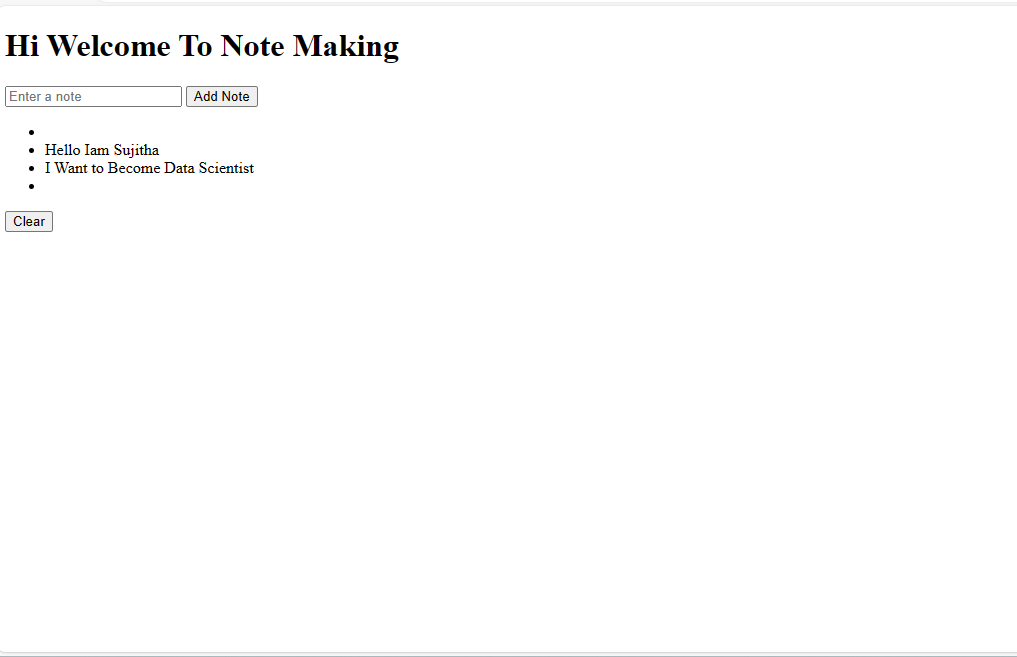 Hi Welcome To Note Making
Enter a note Add Note
Hello Iam Sujitha
I Want to Become Data Scientist
Clear